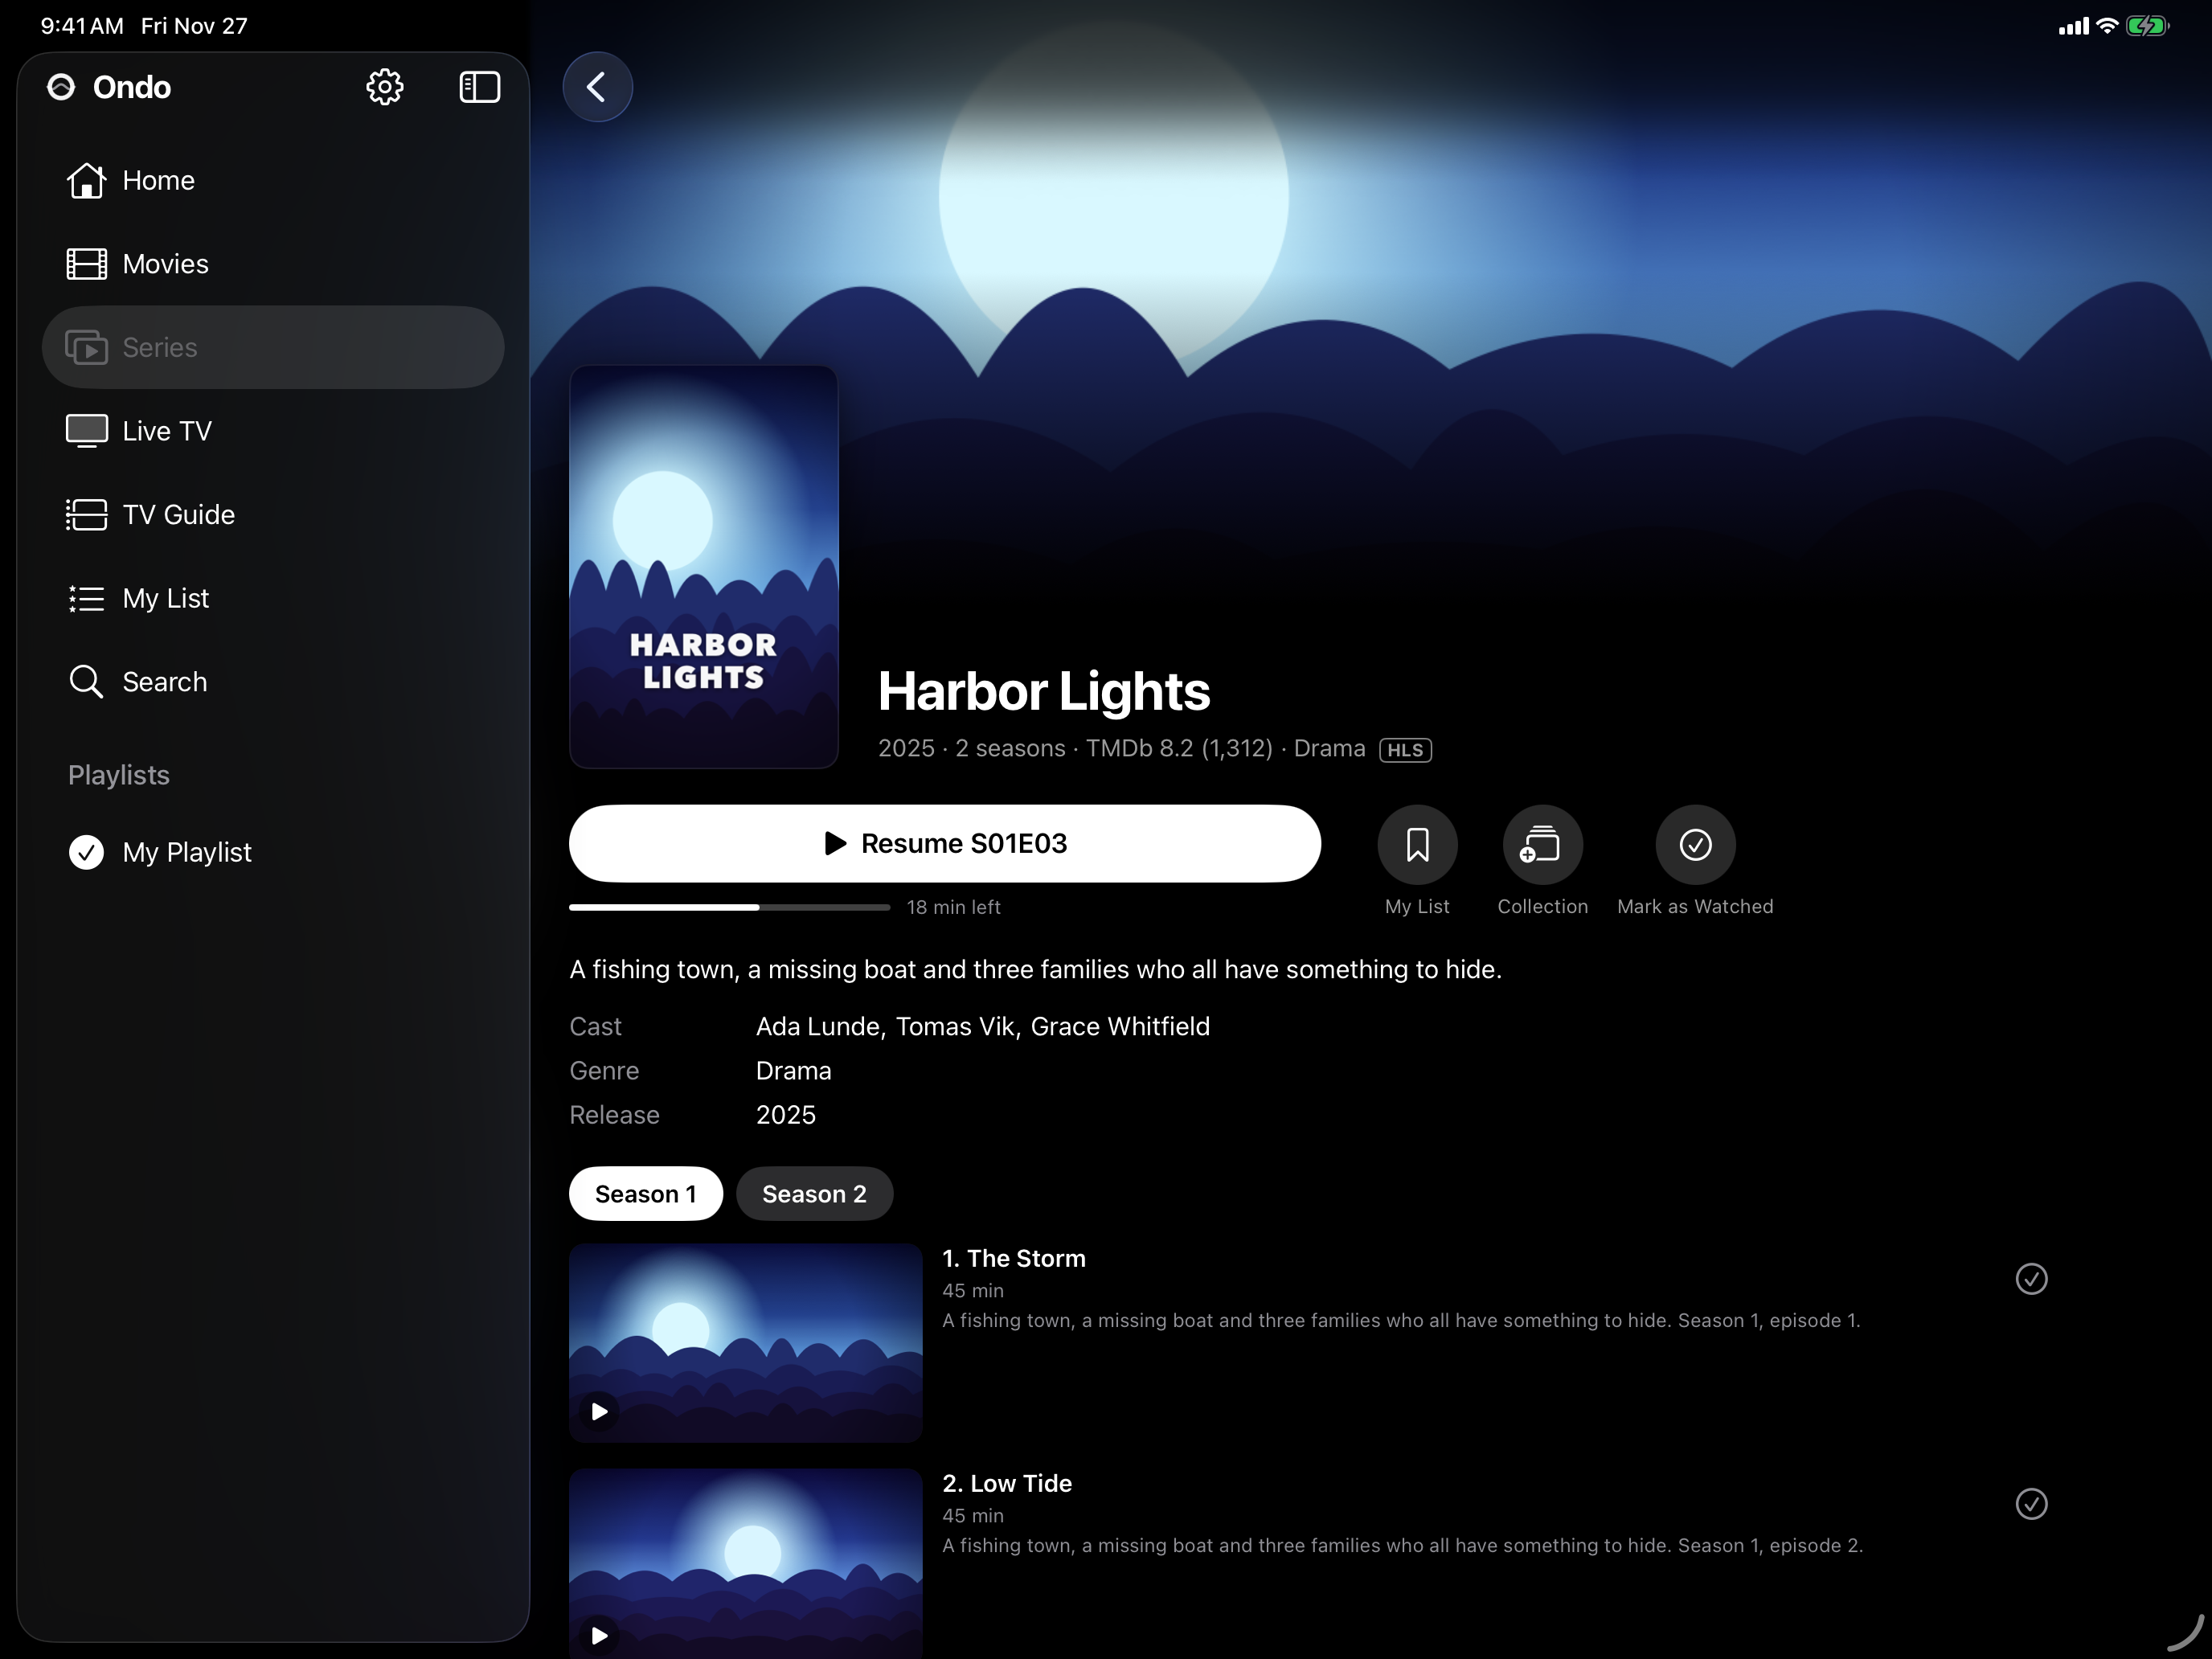 9:41 AM Fri Nov 27
Ondo
Home
Movies
Series
Live TV
TV Guide
My List
Search
Playlists
My Playlist
HARBOR
LIGHTS
Harbor Lights
2025 · 2 seasons · TMDb 8.2 (1,312) · Drama HLS
Resume S01E03
18 min left
My List
Collection
Mark as Watched
A fishing town, a missing boat and three families who all have something to hide.
Cast Ada Lunde, Tomas Vik, Grace Whitfield
Genre Drama
Release 2025
Season 1
Season 2
1. The Storm
45 min
A fishing town, a missing boat and three families who all have something to hide. Season 1, episode 1.
2. Low Tide
45 min
A fishing town, a missing boat and three families who all have something to hide. Season 1, episode 2.